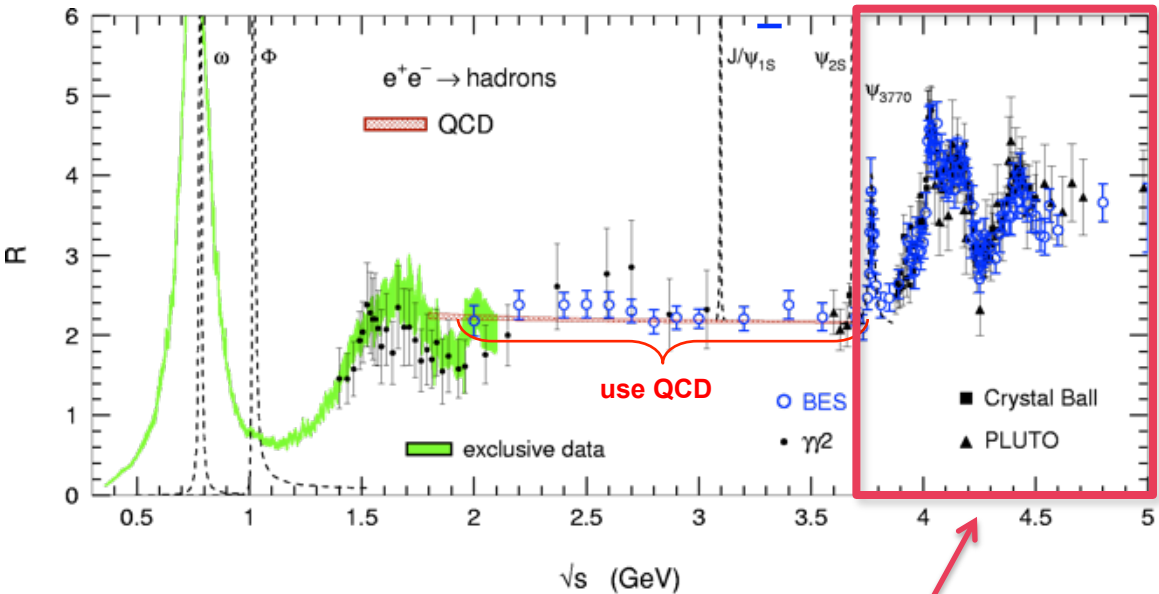 R
6
5
4
3
2
1
0
ω
Φ
e⁺e⁻ → hadrons
QCD
J/ψ1S
ψ2S
ψ3770
use QCD
BES
γγ2
Crystal Ball
PLUTO
exclusive data
0.5 1 1.5 2 2.5 3 3.5 4 4.5 5
√s (GeV)